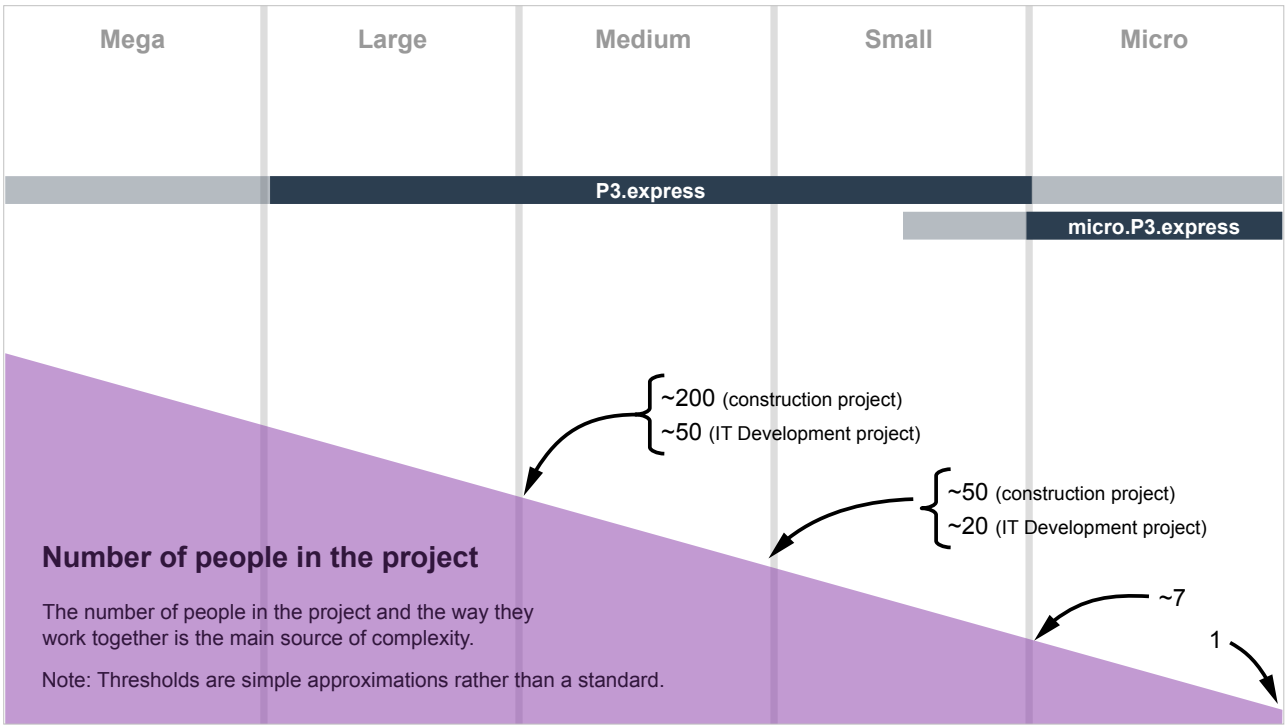 Mega
Large
Medium
Small
Micro
P3.express
micro.P3.express
~200 (construction project)
~50 (IT Development project)
~50 (construction project)
~20 (IT Development project)
~7
1
Number of people in the project
The number of people in the project and the way they
work together is the main source of complexity.
Note: Thresholds are simple approximations rather than a standard.